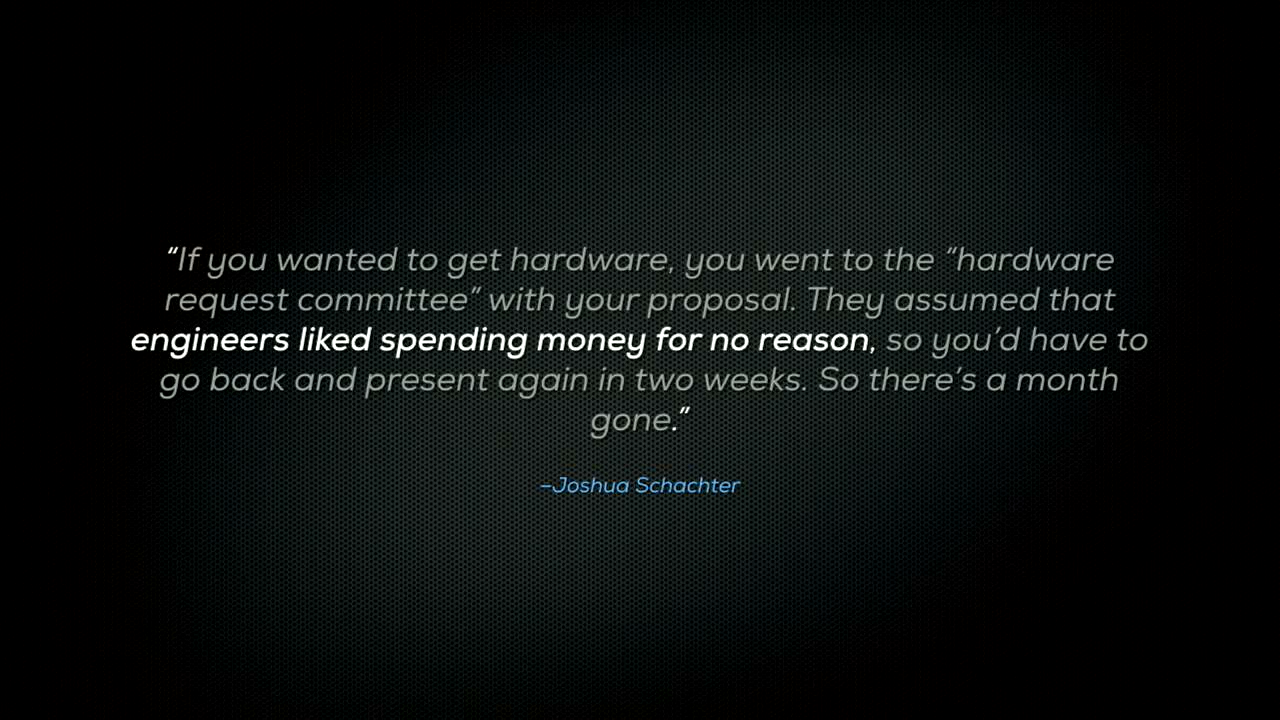 “If you wanted to get hardware, you went to the “hardware
request committee” with your proposal. They assumed that
engineers liked spending money for no reason, so you’d have to
go back and present again in two weeks. So there’s a month
gone.”
–Joshua Schachter